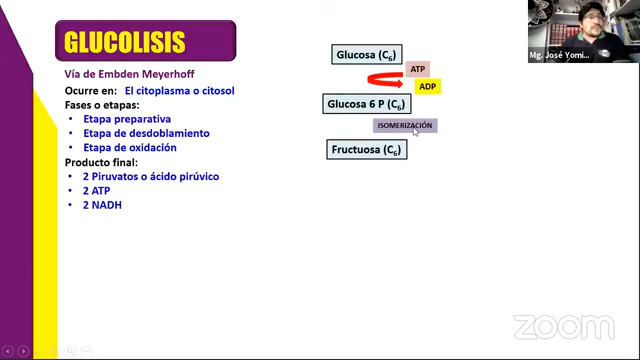 GLUCOLISIS
Vía de Embden Meyerhoff
Ocurre en: El citoplasma o citosol
Fases o etapas:
• Etapa preparativa
• Etapa de desdoblamiento
• Etapa de oxidación
Producto final:
• 2 Piruvatos o ácido pirúvico
• 2 ATP
• 2 NADH
Glucosa (C₆)
ATP
ADP
Glucosa 6 P (C₆)
ISOMERIZACIÓN
Fructuosa (C₆)
Mg. José Yomi...
zoom